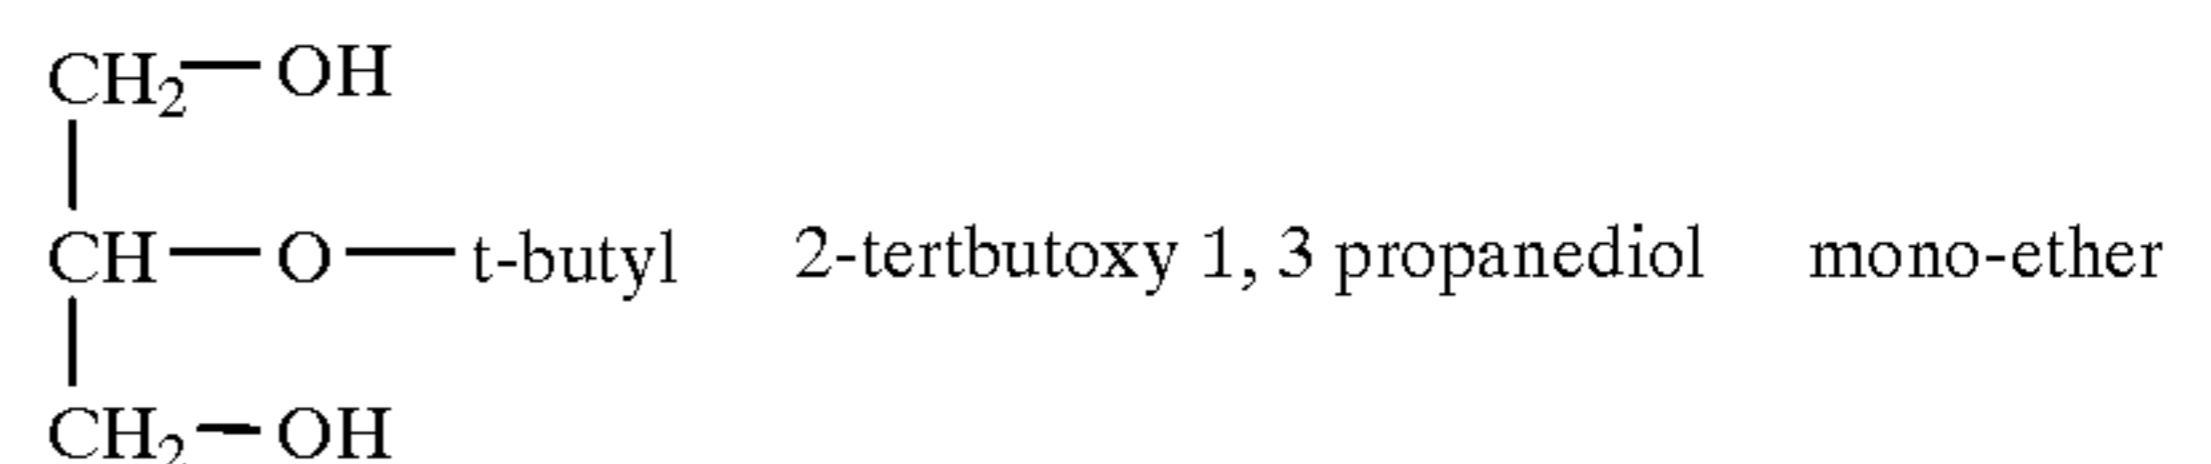 CH₂—OH
CH—O—t-butyl 2-tertbutoxy 1, 3 propanediol mono-ether
CH₂—OH